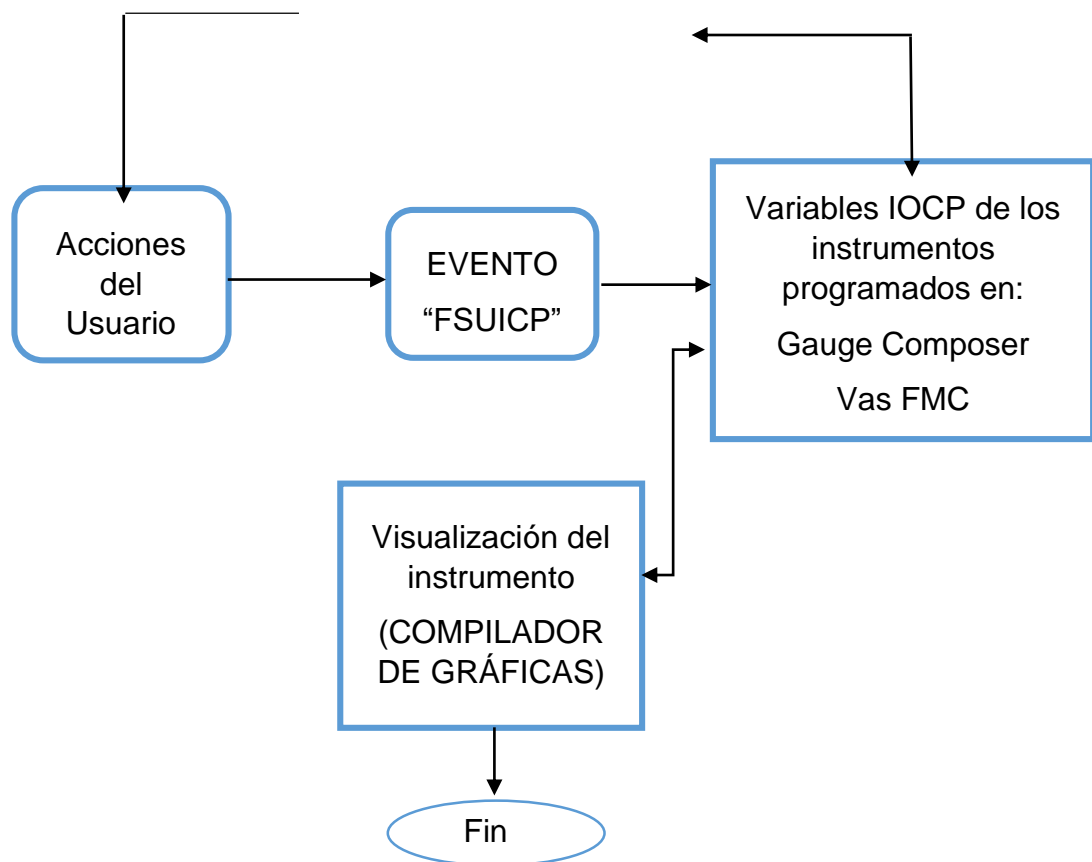 Acciones
del
Usuario
EVENTO
“FSUICP”
Variables IOCP de los
instrumentos
programados en:
Gauge Composer
Vas FMC
Visualización del
instrumento
(COMPILADOR
DE GRÁFICAS)
Fin